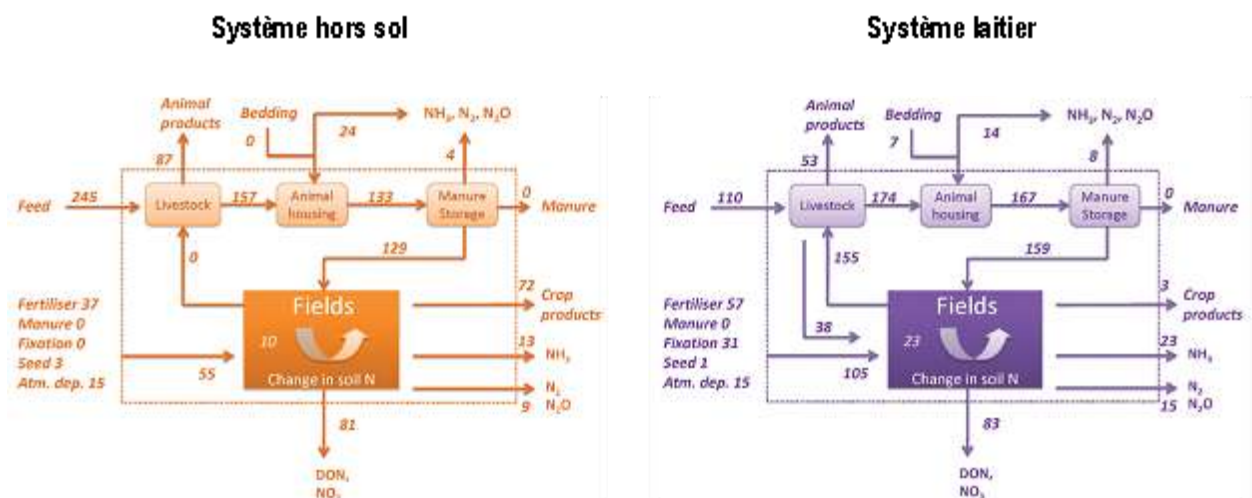 Système hors sol
Animal
products
Bedding
0
24
NH₃, N₂, N₂O
87
4
Feed
245
Livestock
157
Animal
housing
133
Manure
Storage
0
Manure
0
129
72
Crop
products
Fertiliser 37
Manure 0
Fixation 0
Seed 3
Atm. dep. 15
55
Fields
10
Change in soil N
13
NH₃
N₂
9
N₂O
81
DON,
NO₃
Système laitier
Animal
products
Bedding
7
14
NH₃, N₂, N₂O
53
8
Feed
110
Livestock
174
Animal
housing
167
Manure
Storage
0
Manure
155
159
3
Crop
products
Fertiliser 57
Manure 0
Fixation 31
Seed 1
Atm. dep. 15
38
105
Fields
23
Change in soil N
23
NH₃
N₂
15
N₂O
83
DON,
NO₃